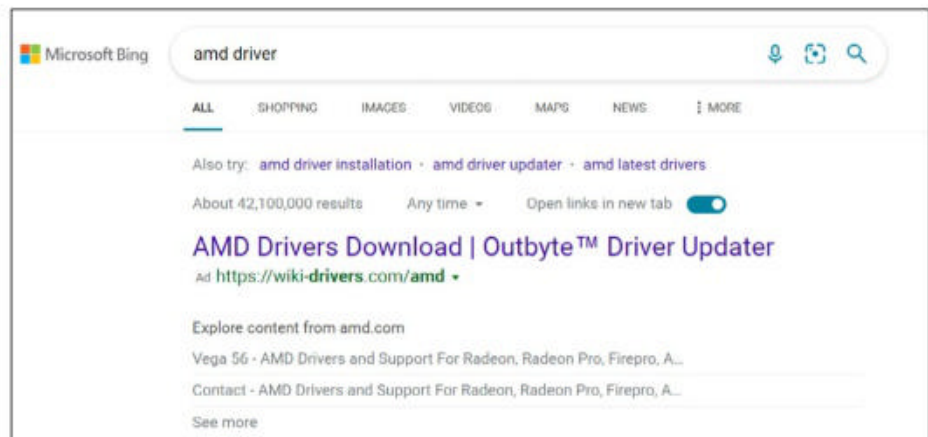 Microsoft Bing
amd driver
ALL SHOPPING IMAGES VIDEOS MAPS NEWS MORE
Also try: amd driver installation · amd driver updater · amd latest drivers
About 42,100,000 results Any time Open links in new tab
AMD Drivers Download | Outbyte™ Driver Updater
Ad https://wiki-drivers.com/amd
Explore content from amd.com
Vega 56 - AMD Drivers and Support For Radeon, Radeon Pro, Firepro, A...
Contact - AMD Drivers and Support For Radeon, Radeon Pro, Firepro, A...
See more